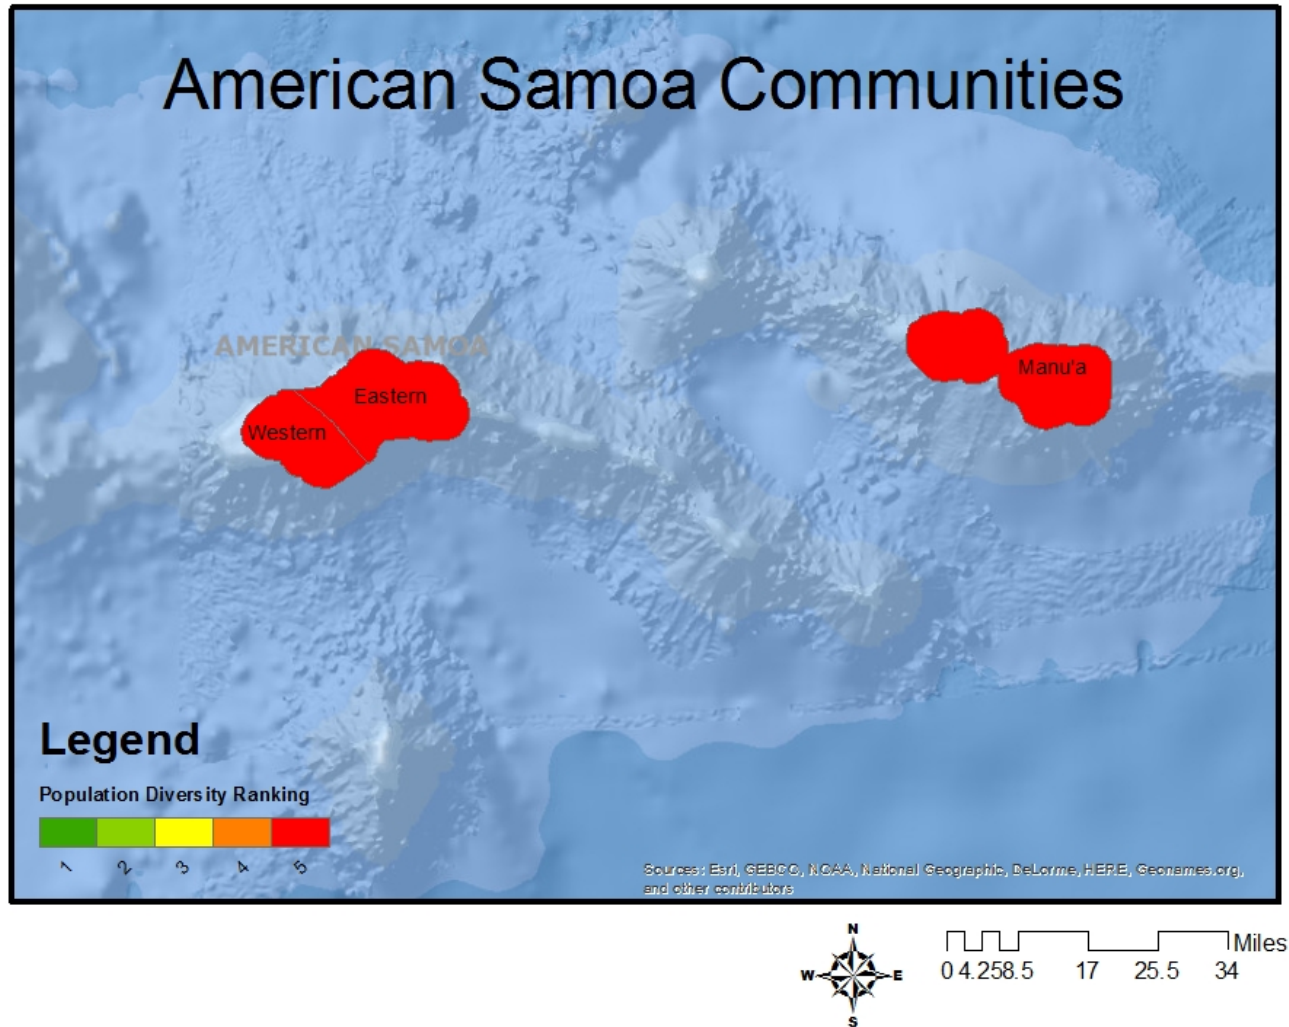 American Samoa Communities
AMERICAN SAMOA
Eastern
Western
Manu'a
Legend
Population Diversity Ranking
1 2 3 4 5
Sources: Esri, GEBCO, NOAA, National Geographic, DeLorme, HERE, Geonames.org,
and other contributors
N
W E
S
Miles
0 4.25 8.5 17 25.5 34